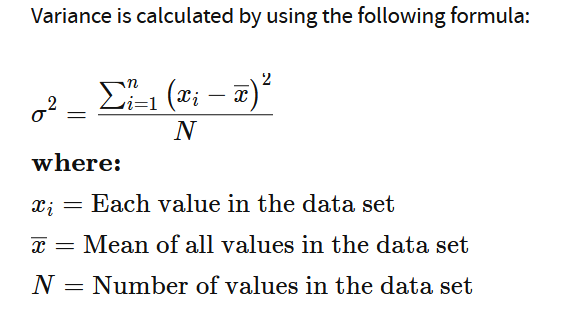 Variance is calculated by using the following formula:
σ² = ∑ⁿᵢ₌₁ (xᵢ − x̄)² / N
where:
xᵢ = Each value in the data set
x̄ = Mean of all values in the data set
N = Number of values in the data set